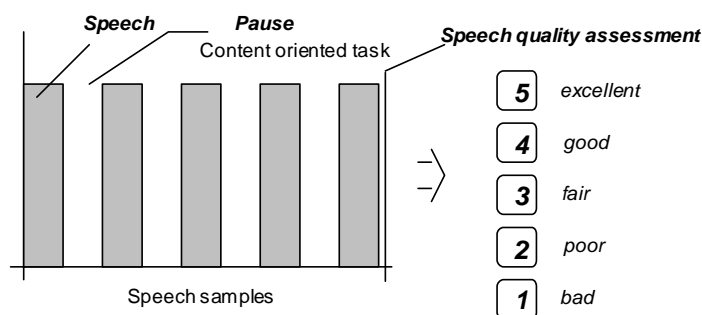 Speech
Pause
Content oriented task
Speech quality assessment
5 excellent
4 good
3 fair
2 poor
1 bad
Speech samples